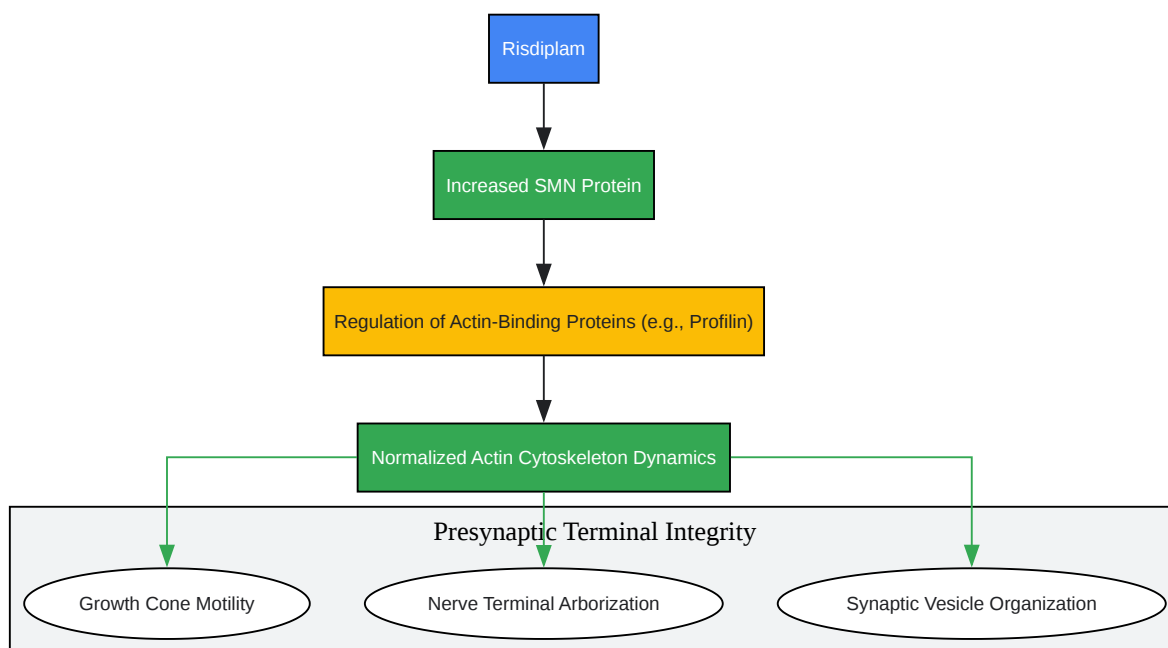 Risdiplam
Increased SMN Protein
Regulation of Actin-Binding Proteins (e.g., Profilin)
Normalized Actin Cytoskeleton Dynamics
Presynaptic Terminal Integrity
Growth Cone Motility
Nerve Terminal Arborization
Synaptic Vesicle Organization